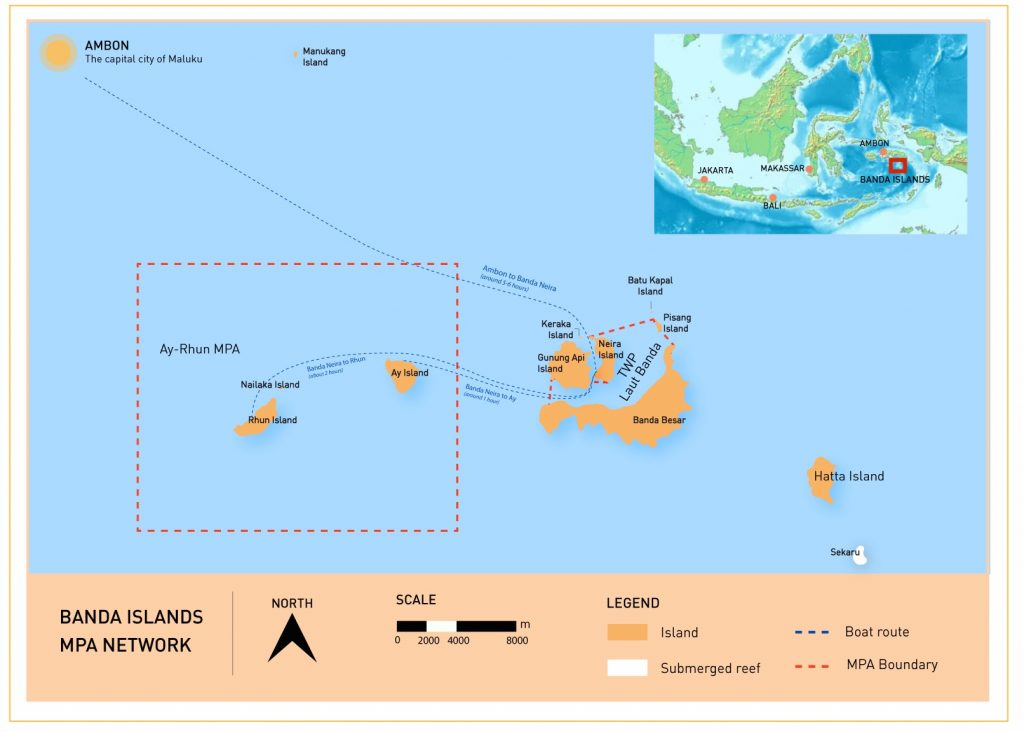 AMBON
The capital city of Maluku
Manukang
Island
AMBON
JAKARTA
MAKASSAR
BANDA ISLANDS
BALI
Ambon to Banda Neira
(around 5-6 hours)
Batu Kapal
Island
Pisang
Island
Keraka
Island
Neira
Island
Gunung Api
Island
TWP
Laut Banda
Ay-Rhun MPA
Banda Neira to Rhun
(about 2 hours)
Ay Island
Nailaka Island
Banda Neira to Ay
(around 1 hour)
Rhun Island
Banda Besar
Hatta Island
Sekaru
BANDA ISLANDS
MPA NETWORK
NORTH
SCALE
m
0 2000 4000 8000
LEGEND
Island
Submerged reef
Boat route
MPA Boundary